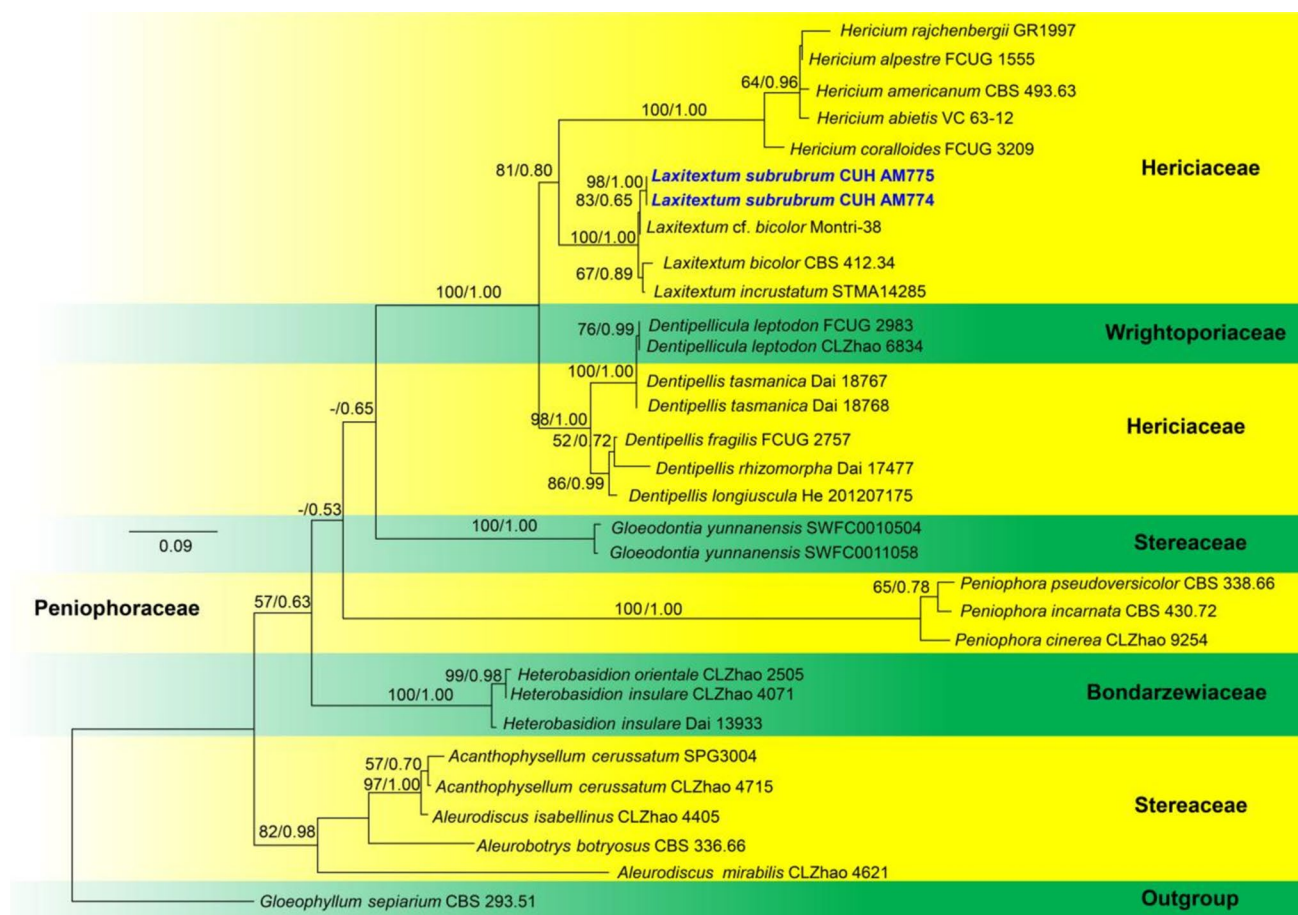 Hericium rajchenbergii GR1997
Hericium alpestre FCUG 1555
64/0.96
Hericium americanum CBS 493.63
100/1.00
Hericium abietis VC 63-12
Hericium coralloides FCUG 3209
Hericiaceae
81/0.80
98/1.00
Laxitextum subrubrum CUH AM775
83/0.65
Laxitextum subrubrum CUH AM774
Laxitextum cf. bicolor Montri-38
100/1.00
Laxitextum bicolor CBS 412.34
67/0.89
Laxitextum incrustatum STMA14285
100/1.00
76/0.99
Dentipellicula leptodon FCUG 2983
Dentipellicula leptodon CLZhao 6834
Wrightoporiaceae
100/1.00
Dentipellis tasmanica Dai 18767
Dentipellis tasmanica Dai 18768
-/0.65
98/1.00
Hericiaceae
52/0.72
Dentipellis fragilis FCUG 2757
Dentipellis rhizomorpha Dai 17477
86/0.99
Dentipellis longiuscula He 201207175
-/0.53
100/1.00
Gloeodontia yunnanensis SWFC0010504
Gloeodontia yunnanensis SWFC0011058
Stereaceae
0.09
65/0.78
Peniophora pseudoversicolor CBS 338.66
57/0.63
Peniophoraceae
100/1.00
Peniophora incarnata CBS 430.72
Peniophora cinerea CLZhao 9254
99/0.98
Heterobasidion orientale CLZhao 2505
100/1.00
Heterobasidion insulare CLZhao 4071
Heterobasidion insulare Dai 13933
Bondarzewiaceae
Acanthophysellum cerussatum SPG3004
57/0.70
97/1.00
Acanthophysellum cerussatum CLZhao 4715
Aleurodiscus isabellinus CLZhao 4405
Stereaceae
82/0.98
Aleurobotrys botryosus CBS 336.66
Aleurodiscus mirabilis CLZhao 4621
Gloeophyllum sepiarium CBS 293.51
Outgroup